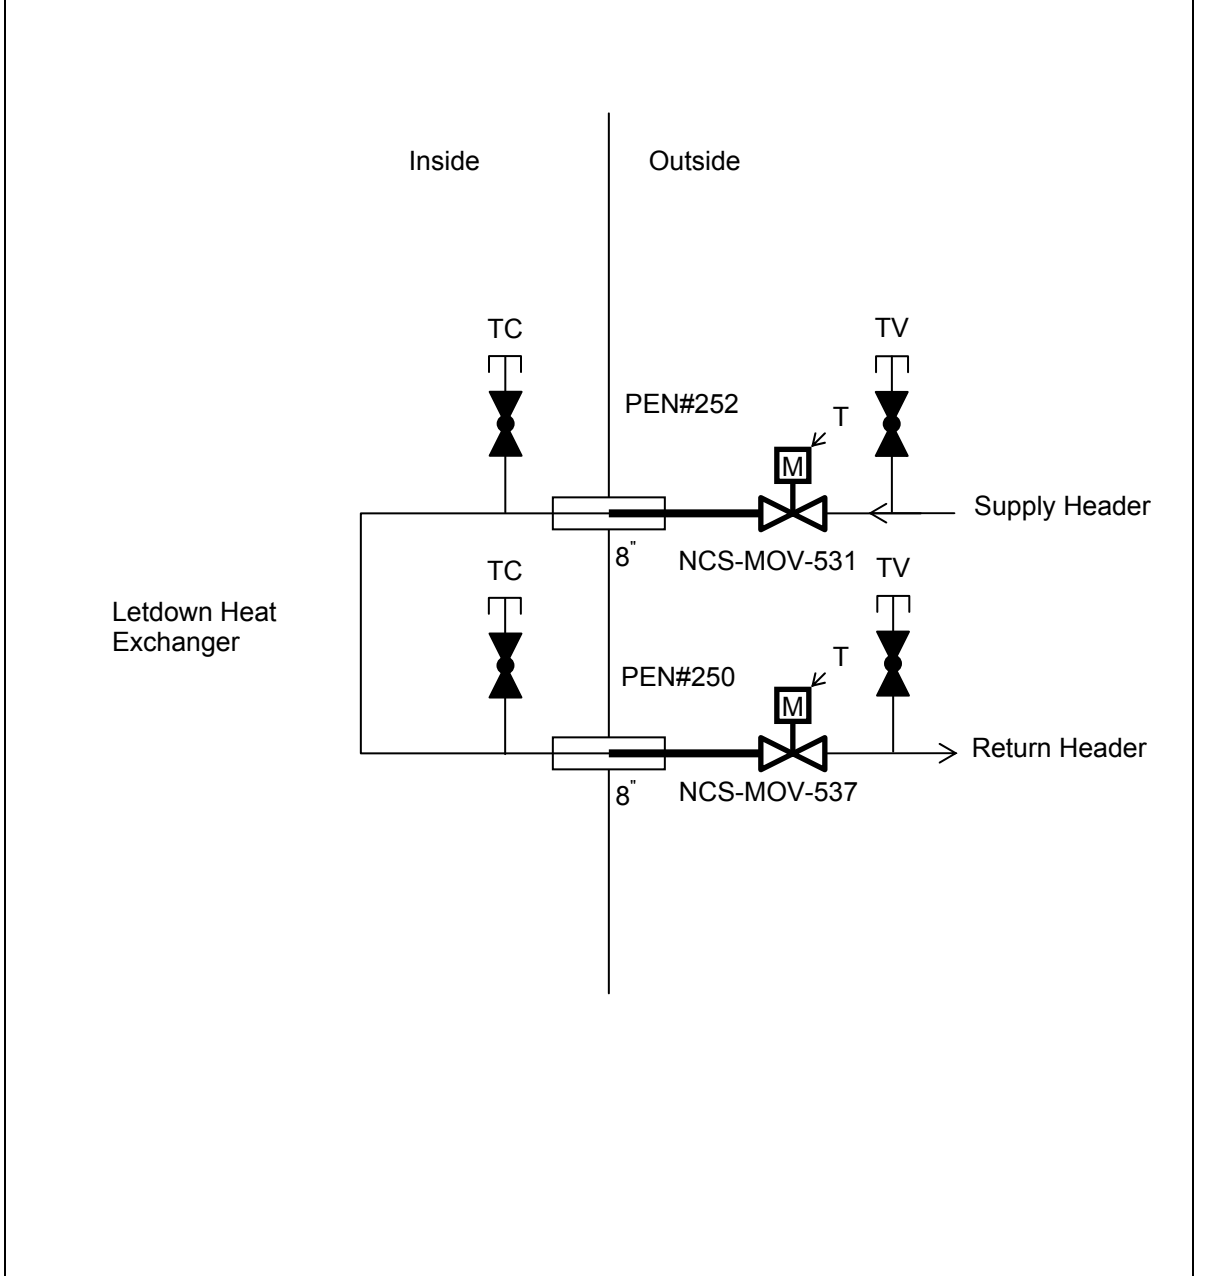 Inside
Outside
TC
TV
PEN#252
T
M
Supply Header
8"
NCS-MOV-531
TC
TV
Letdown Heat
Exchanger
T
PEN#250
M
Return Header
8"
NCS-MOV-537